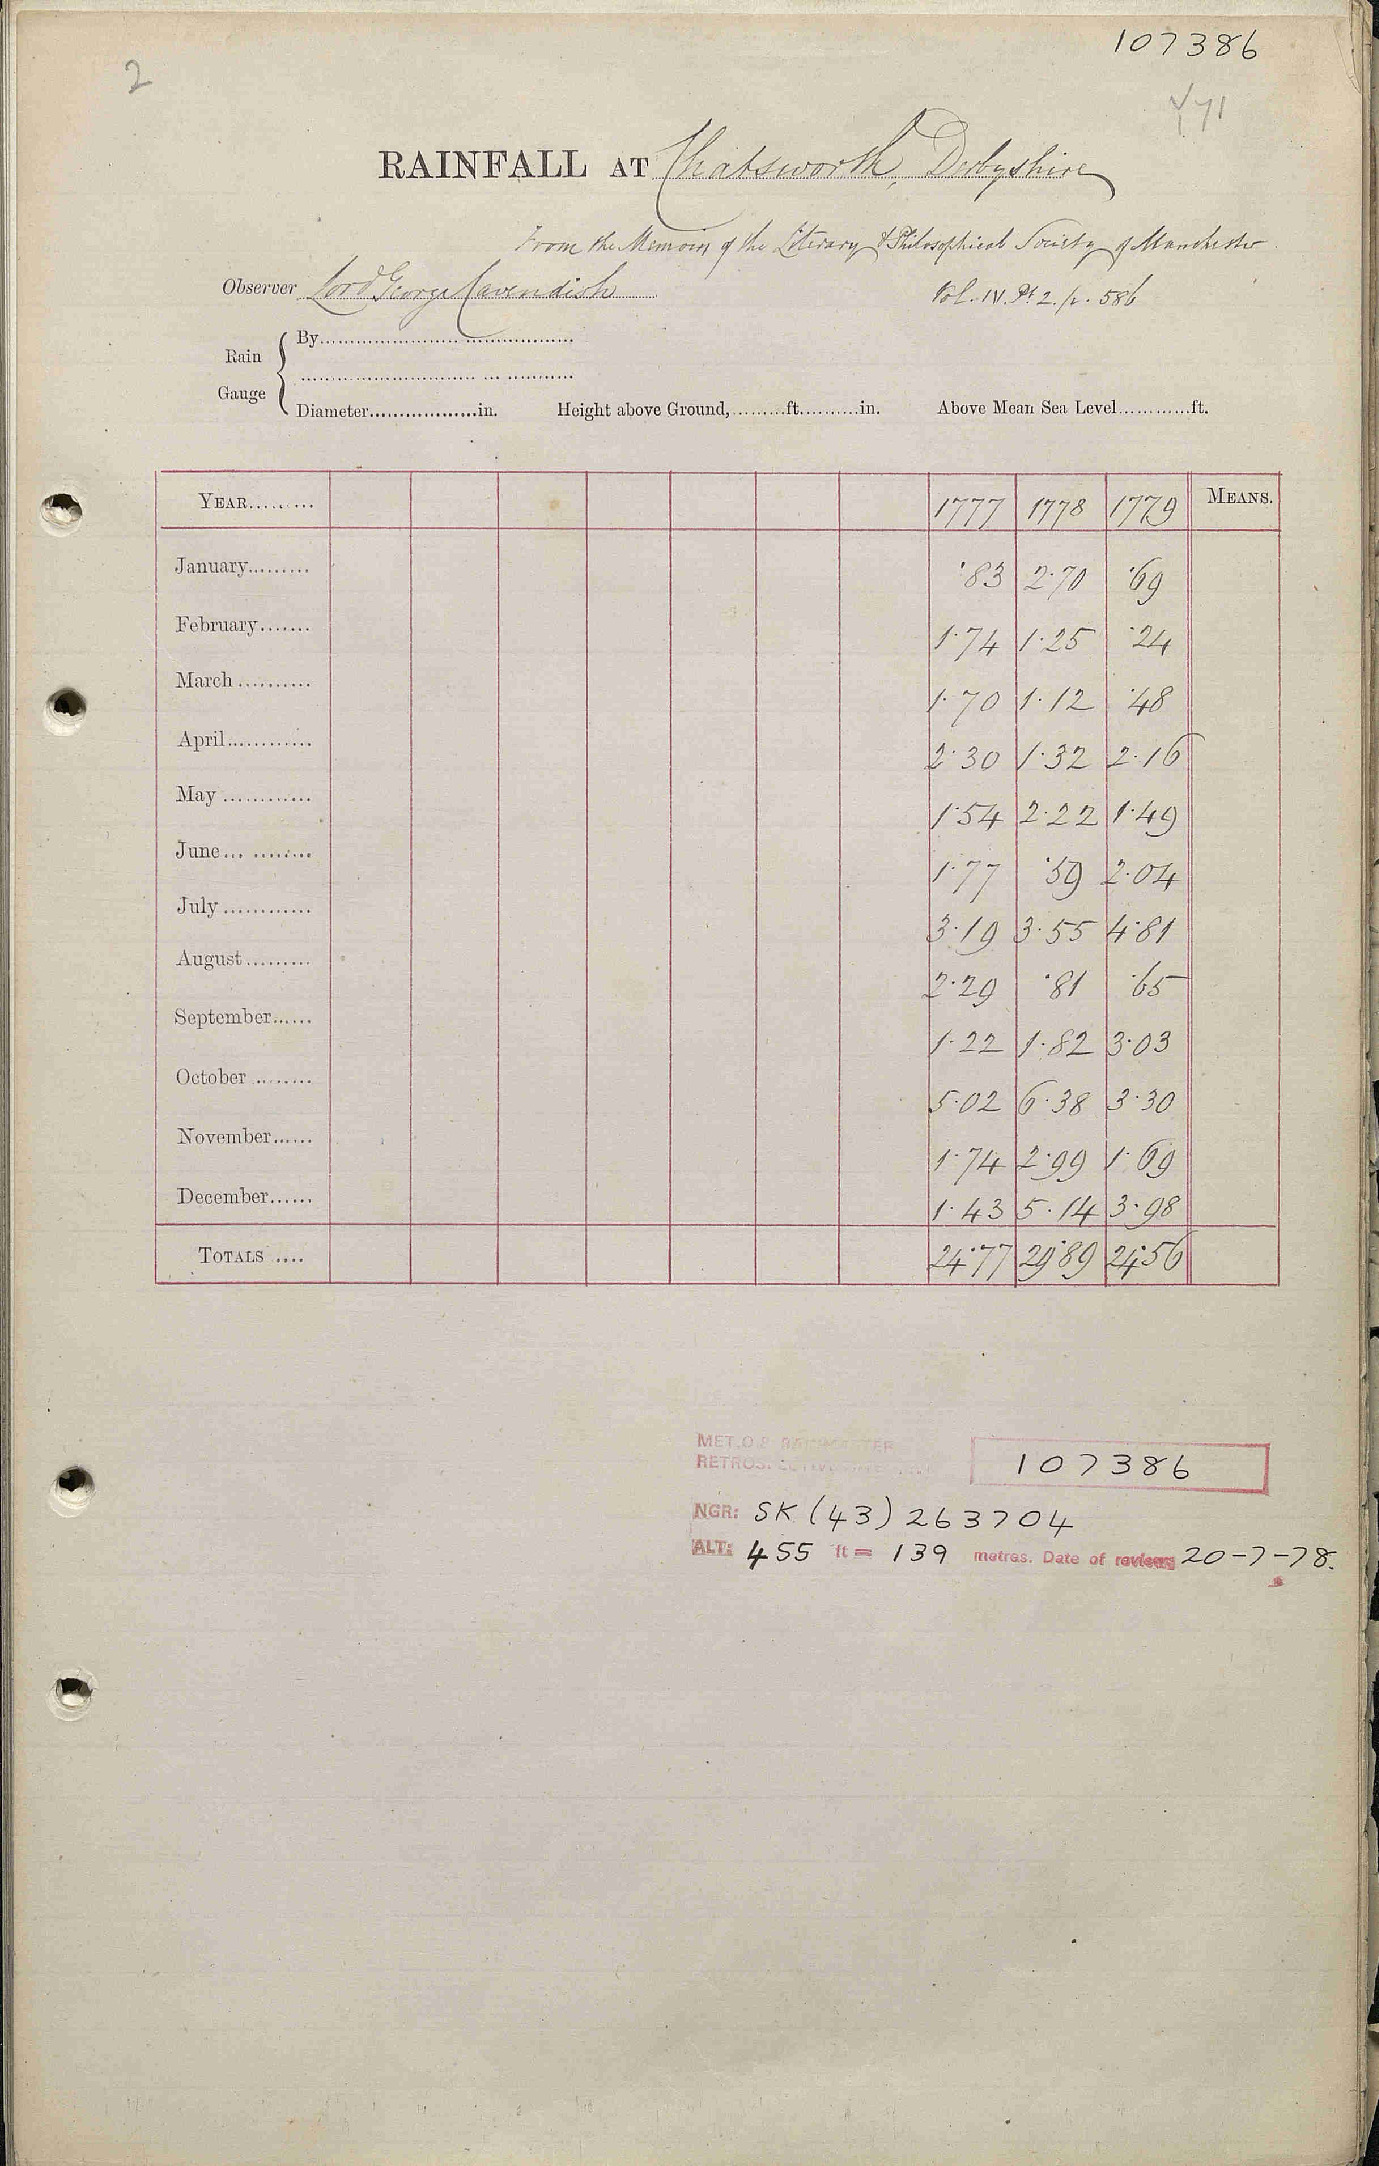 107386
2
√71
RAINFALL AT Chatsworth, Derbyshire
From the Memoirs of the Literary & Philosophical Society of Manchester
Observer Lord George Cavendish
Vol. IV. Pt 2. p. 586
Rain Gauge { By
Diameter in. Height above Ground, ft. in. Above Mean Sea Level ft.
YEAR 1777 1778 1779 MEANS.
January ·83 2·70 ·69
February 1·74 1·25 ·24
March 1·70 1·12 ·48
April 2·30 1·32 2·16
May 1·54 2·22 1·49
June 1·77 ·59 2·04
July 3·19 3·55 4·81
August 2·29 ·81 ·65
September 1·22 1·82 3·03
October 5·02 6·38 3·30
November 1·74 2·99 1·69
December 1·43 5·14 3·98
TOTALS 24·77 29·89 24·56
MET.O.8
RETROS. 107386
NGR: SK (43) 263704
ALT: 455 ft = 139 metres. Date of review 20-7-78.